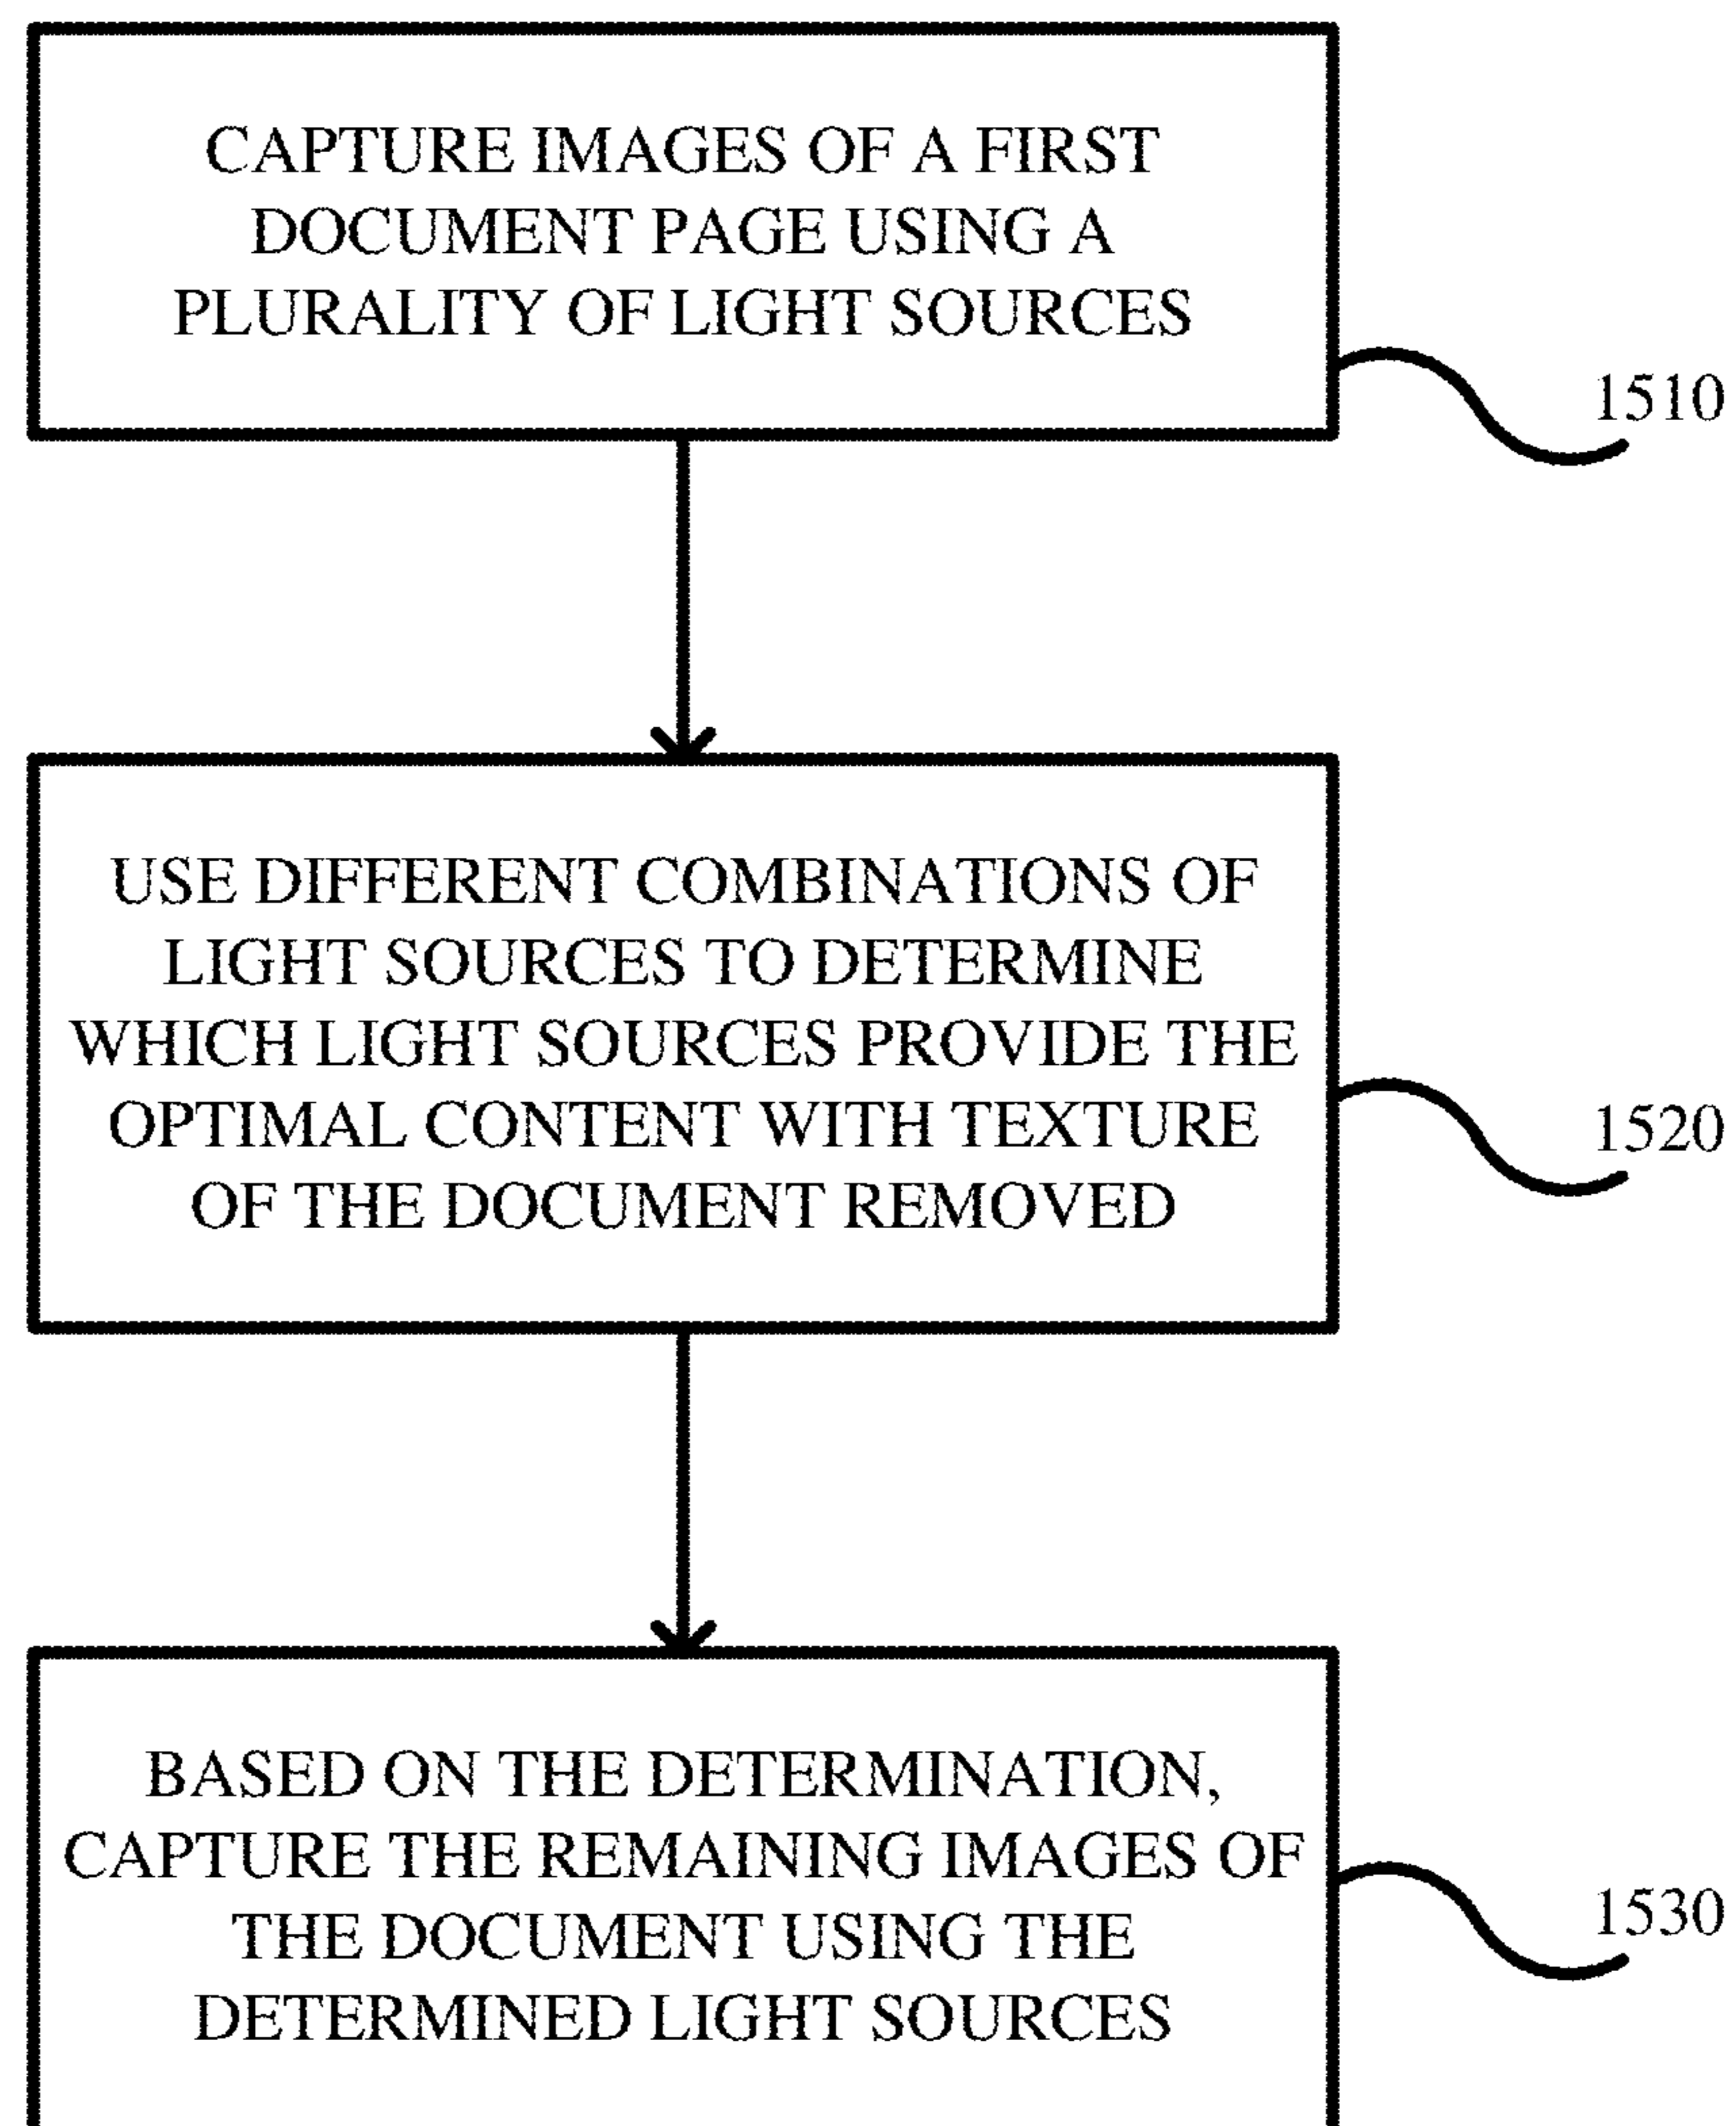 CAPTURE IMAGES OF A FIRST
DOCUMENT PAGE USING A
PLURALITY OF LIGHT SOURCES
1510
USE DIFFERENT COMBINATIONS OF
LIGHT SOURCES TO DETERMINE
WHICH LIGHT SOURCES PROVIDE THE
OPTIMAL CONTENT WITH TEXTURE
OF THE DOCUMENT REMOVED
1520
BASED ON THE DETERMINATION,
CAPTURE THE REMAINING IMAGES OF
THE DOCUMENT USING THE
DETERMINED LIGHT SOURCES
1530